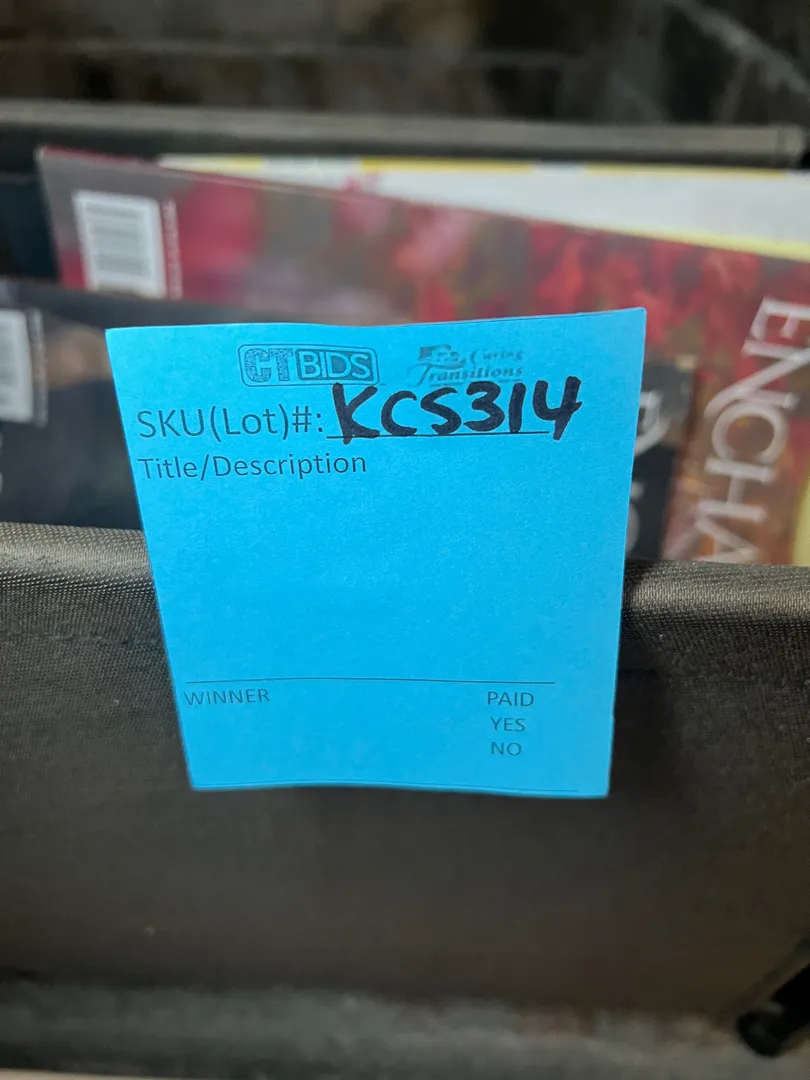 CTBIDS
Caring
Transitions
SKU(Lot)#: KCS314
Title/Description
WINNER
PAID
YES
NO
ENCHA